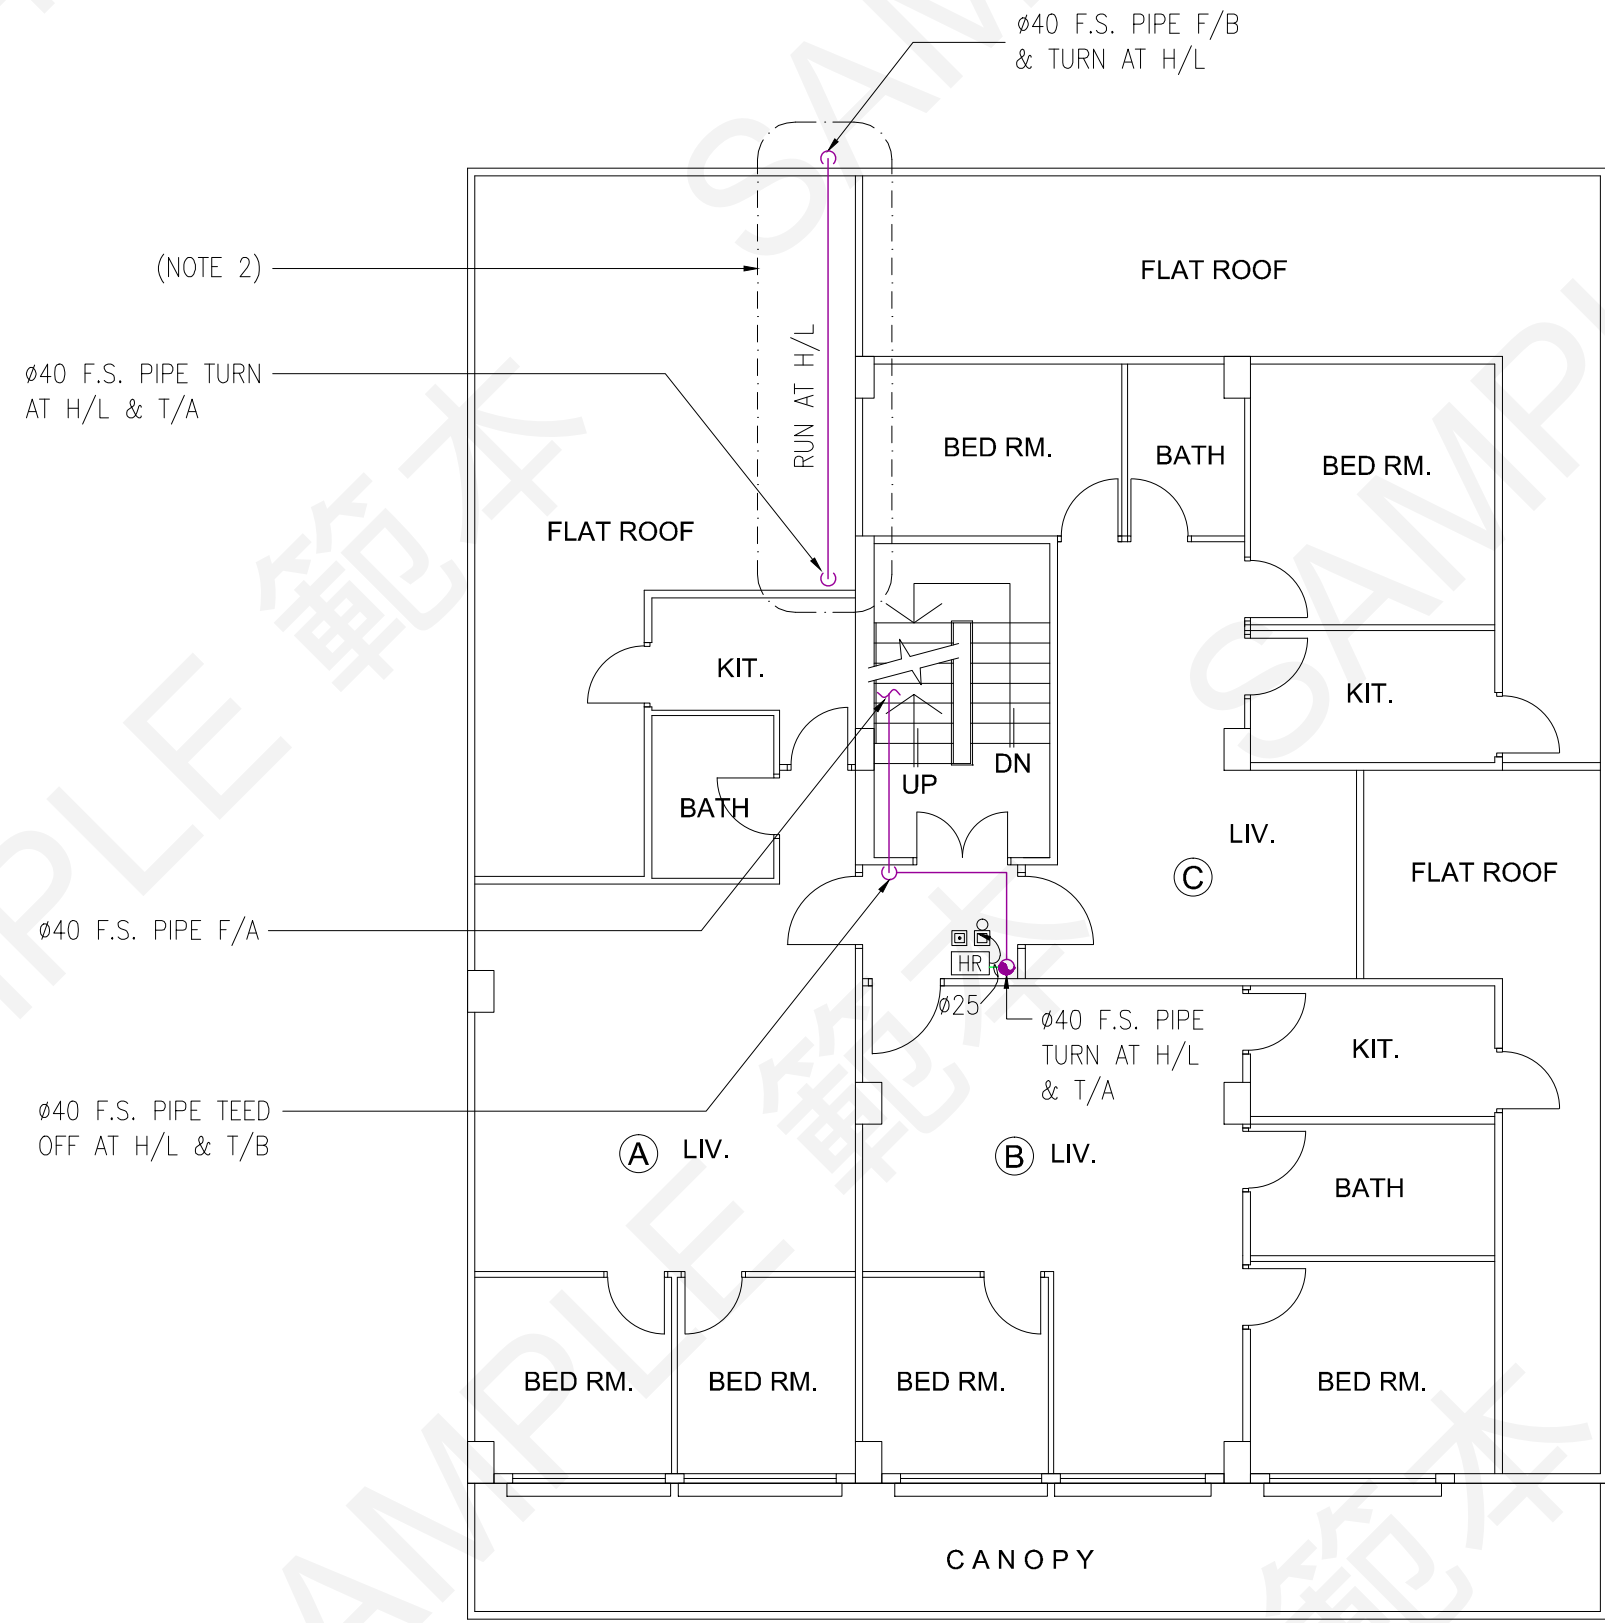 ø40 F.S. PIPE F/B
& TURN AT H/L
(NOTE 2)
FLAT ROOF
ø40 F.S. PIPE TURN
AT H/L & T/A
RUN AT H/L
BED RM.
BATH
BED RM.
FLAT ROOF
KIT.
KIT.
UP
DN
BATH
LIV.
C
FLAT ROOF
ø40 F.S. PIPE F/A
HR
ø25
ø40 F.S. PIPE
TURN AT H/L
& T/A
KIT.
ø40 F.S. PIPE TEED
OFF AT H/L & T/B
A LIV.
B LIV.
BATH
BED RM.
BED RM.
BED RM.
BED RM.
CANOPY
SAMPLE 範本
SAMPLE 範本
SAMPLE 範本